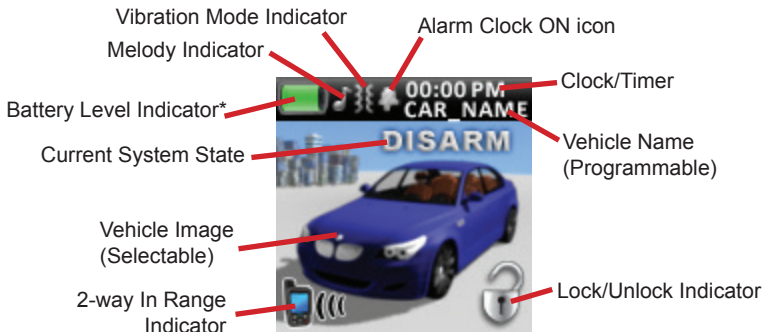 Vibration Mode Indicator
Alarm Clock ON icon
Melody Indicator
00:00 PM
Clock/Timer
Battery Level Indicator*
CAR_NAME
Vehicle Name
(Programmable)
Current System State
DISARM
Vehicle Image
(Selectable)
2-way In Range
Indicator
Lock/Unlock Indicator